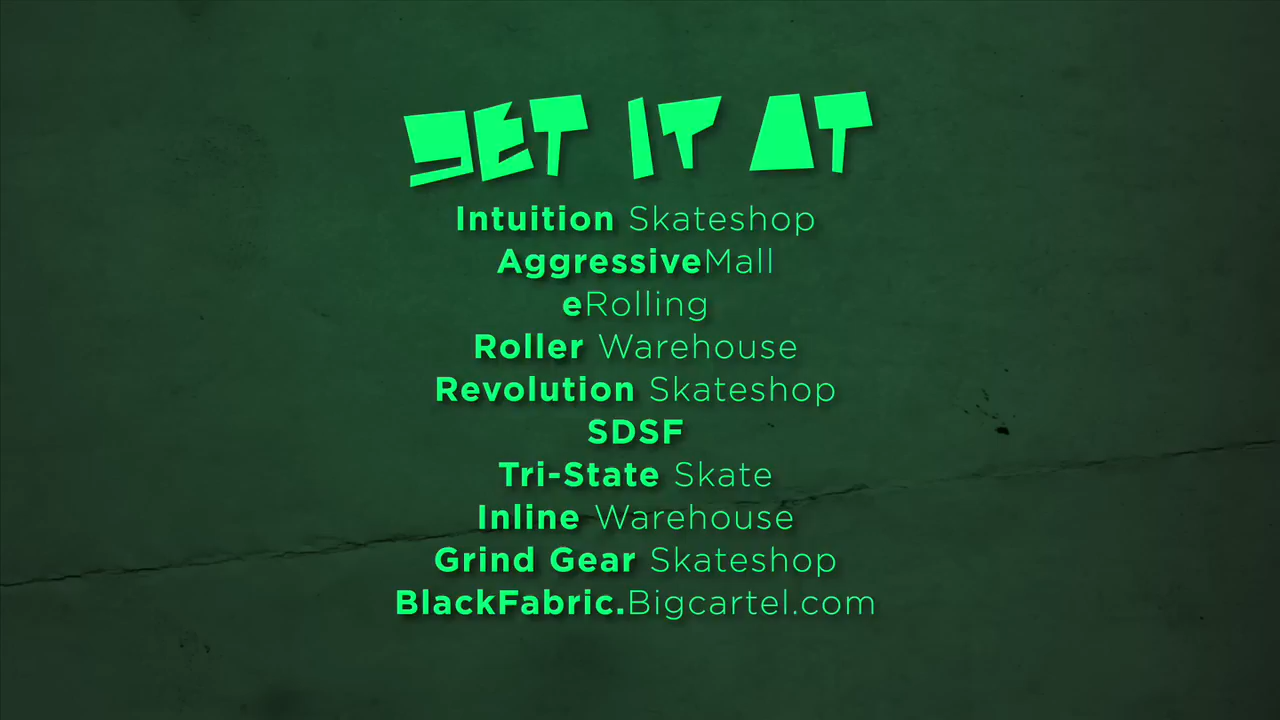 GET IT AT
Intuition Skateshop
AggressiveMall
eRolling
Roller Warehouse
Revolution Skateshop
SDSF
Tri-State Skate
Inline Warehouse
Grind Gear Skateshop
BlackFabric.Bigcartel.com